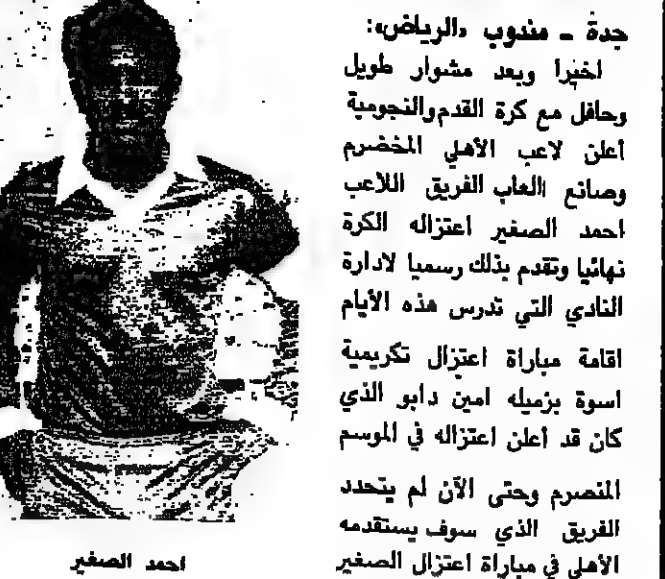 جدة ـ مندوب «الرياض»:
اخيرا وبعد مشوار طويل
وحافل مع كرة القدم والنجومية
أعلن لاعب الأهلي المخضرم
وصانع العاب الفريق اللاعب
احمد الصغير اعتزاله الكرة
نهائيا وتقدم بذلك رسميا لادارة
النادي التي تدرس هذه الأيام
اقامة مباراة اعتزال تكريمية
اسوة بزميله امين دابو الذي
كان قد أعلن اعتزاله في الموسم
المنصرم وحتى الآن لم يتحدد
الفريق الذي سوف يستقدمه
الأهلي في مباراة اعتزال الصغير
احمد الصغير